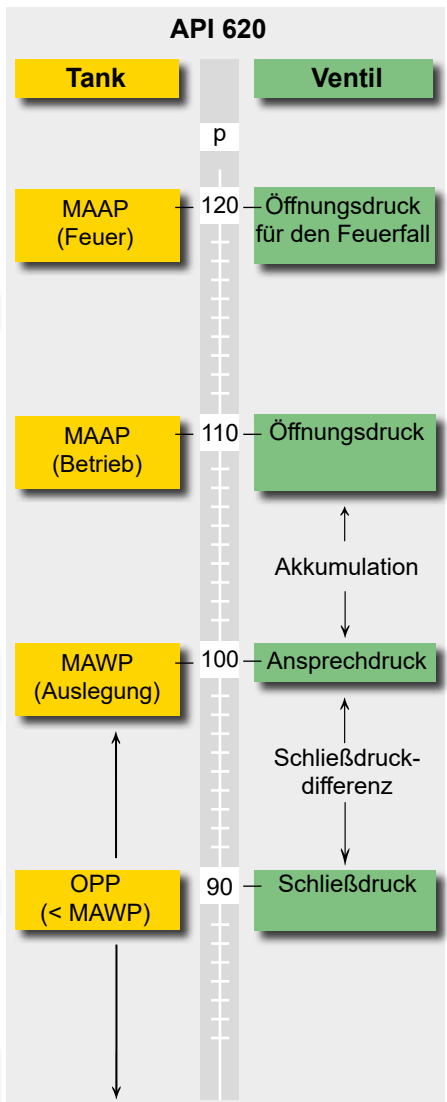 API 620
Tank
Ventil
p
MAAP
(Feuer)
120
Öffnungsdruck
für den Feuerfall
MAAP
(Betrieb)
110
Öffnungsdruck
Akkumulation
MAWP
(Auslegung)
100
Ansprechdruck
Schließdruck-
differenz
OPP
(< MAWP)
90
Schließdruck